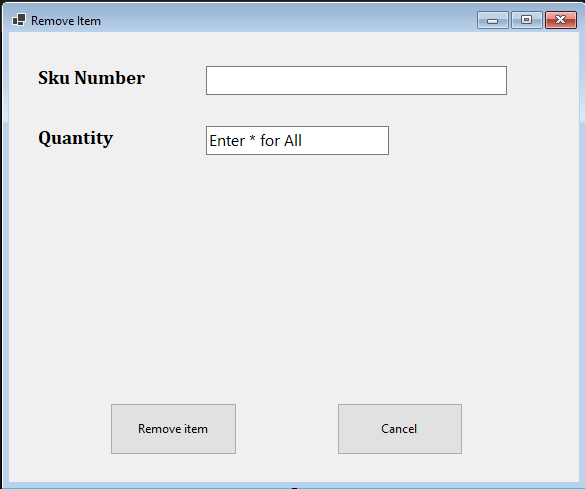 Remove Item
Sku Number
Quantity
Enter * for All
Remove item
Cancel